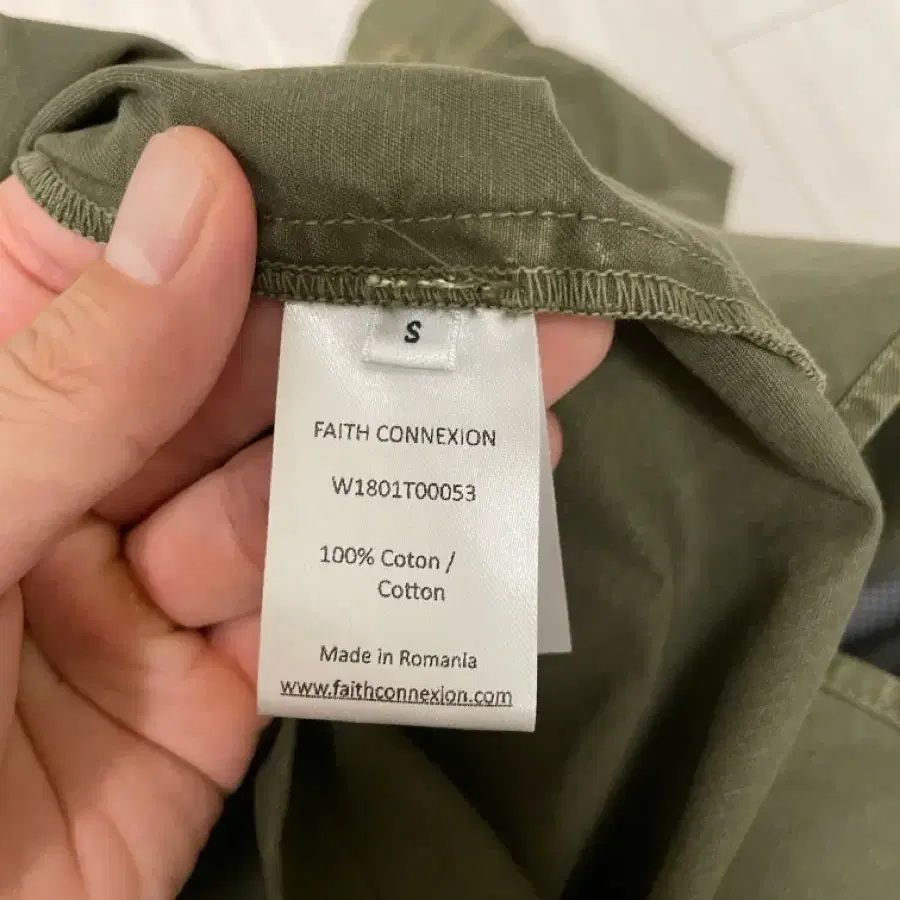 S
FAITH CONNEXION
W1801T00053
100% Coton /
Cotton
Made in Romania
www.faithconnexion.com